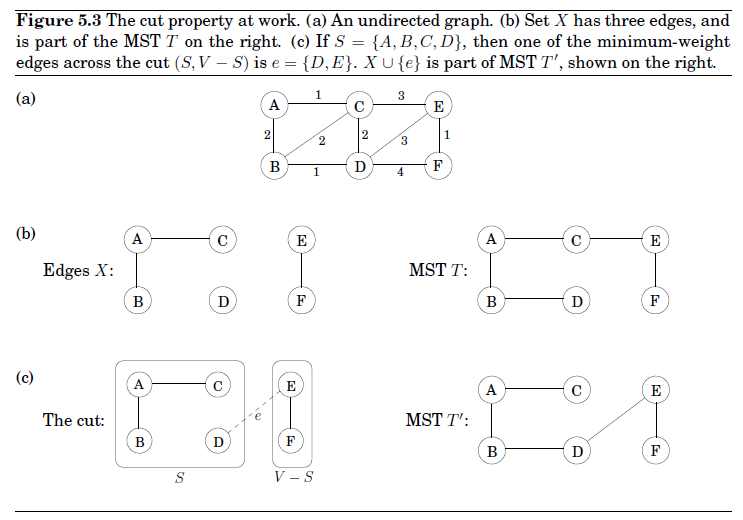 Figure 5.3 The cut property at work. (a) An undirected graph. (b) Set X has three edges, and
is part of the MST T on the right. (c) If S = {A, B, C, D}, then one of the minimum-weight
edges across the cut (S, V − S) is e = {D, E}. X ∪ {e} is part of MST T′, shown on the right.
(a)
1 3
A C E
2 2 2 3 1
B D F
1 4
(b)
A C E A C E
Edges X: MST T:
B D F B D F
(c)
A C E A C E
The cut: e MST T′:
B D F B D F
S V − S